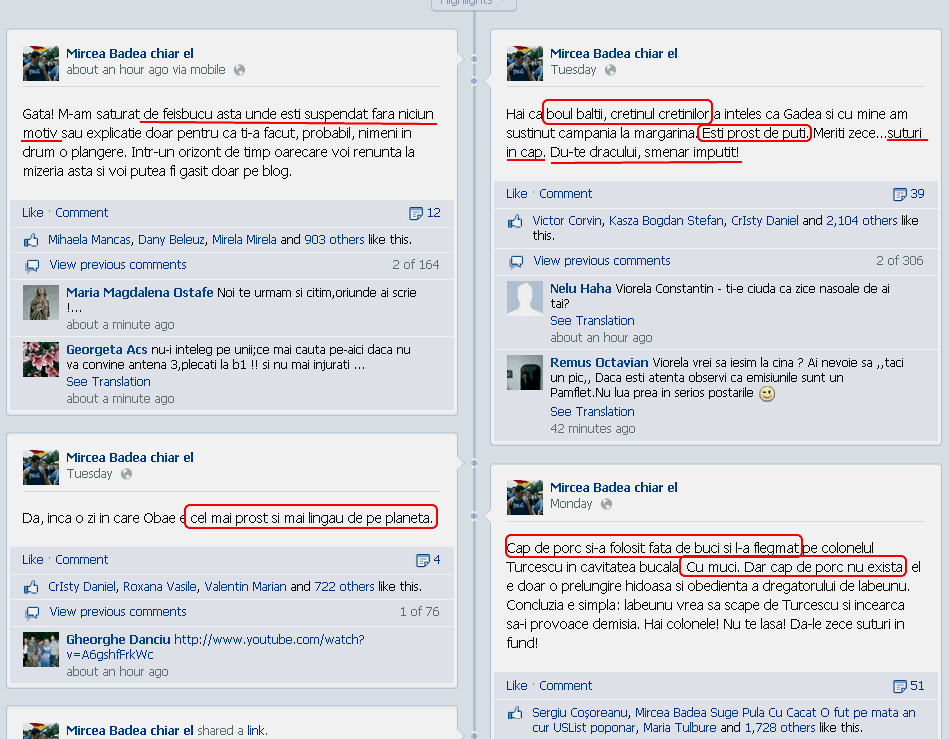 Highlights
Mircea Badea chiar el
about an hour ago via mobile
Gata! M-am saturat de feisbucu asta unde esti suspendat fara niciun
motiv sau explicatie doar pentru ca ti-a facut, probabil, nimeni in
drum o plangere. Intr-un orizont de timp oarecare voi renunta la
mizeria asta si voi putea fi gasit doar pe blog.
Like · Comment
12
Mihaela Mancas, Dany Beleuz, Mirela Mirela and 903 others like this.
View previous comments
2 of 164
Maria Magdalena Ostafe Noi te urmam si citim,oriunde ai scrie
!...
about a minute ago
Georgeta Acs nu-i inteleg pe unii;ce mai cauta pe-aici daca nu
va convine antena 3,plecati la b1 !! si nu mai injurati ...
See Translation
about a minute ago
Mircea Badea chiar el
Tuesday
Da, inca o zi in care Obae e cel mai prost si mai lingau de pe planeta.
Like · Comment
4
CrIsty Daniel, Roxana Vasile, Valentin Marian and 722 others like this.
View previous comments
1 of 76
Gheorghe Danciu http://www.youtube.com/watch?
v=A6gshfFrkWc
about an hour ago
Mircea Badea chiar el shared a link.
Mircea Badea chiar el
Tuesday
Hai ca boul baltii, cretinul cretinilor a inteles ca Gadea si cu mine am
sustinut campania la margarina. Esti prost de puti. Meriti zece...suturi
in cap. Du-te dracului, smenar imputit!
Like · Comment
39
Victor Corvin, Kasza Bogdan Stefan, CrIsty Daniel and 2,104 others like
this.
View previous comments
2 of 306
Nelu Haha Viorela Constantin - ti-e ciuda ca zice nasoale de ai
tai?
See Translation
about an hour ago
Remus Octavian Viorela vrei sa iesim la cina ? Ai nevoie sa ,,taci
un pic,, Daca esti atenta observi ca emisiunile sunt un
Pamflet.Nu lua prea in serios postarile
See Translation
42 minutes ago
Mircea Badea chiar el
Monday
Cap de porc si-a folosit fata de buci si l-a flegmat pe colonelul
Turcescu in cavitatea bucala. Cu muci. Dar cap de porc nu exista, el
e doar o prelungire hidoasa si obedienta a dregatorului de labeunu.
Concluzia e simpla: labeunu vrea sa scape de Turcescu si incearca
sa-i provoace demisia. Hai colonele! Nu te lasa! Da-le zece suturi in
fund!
Like · Comment
51
Sergiu Coșoreanu, Mircea Badea Suge Pula Cu Cacat O fut pe mata an
cur USList poponar, Maria Tulbure and 1,728 others like this.